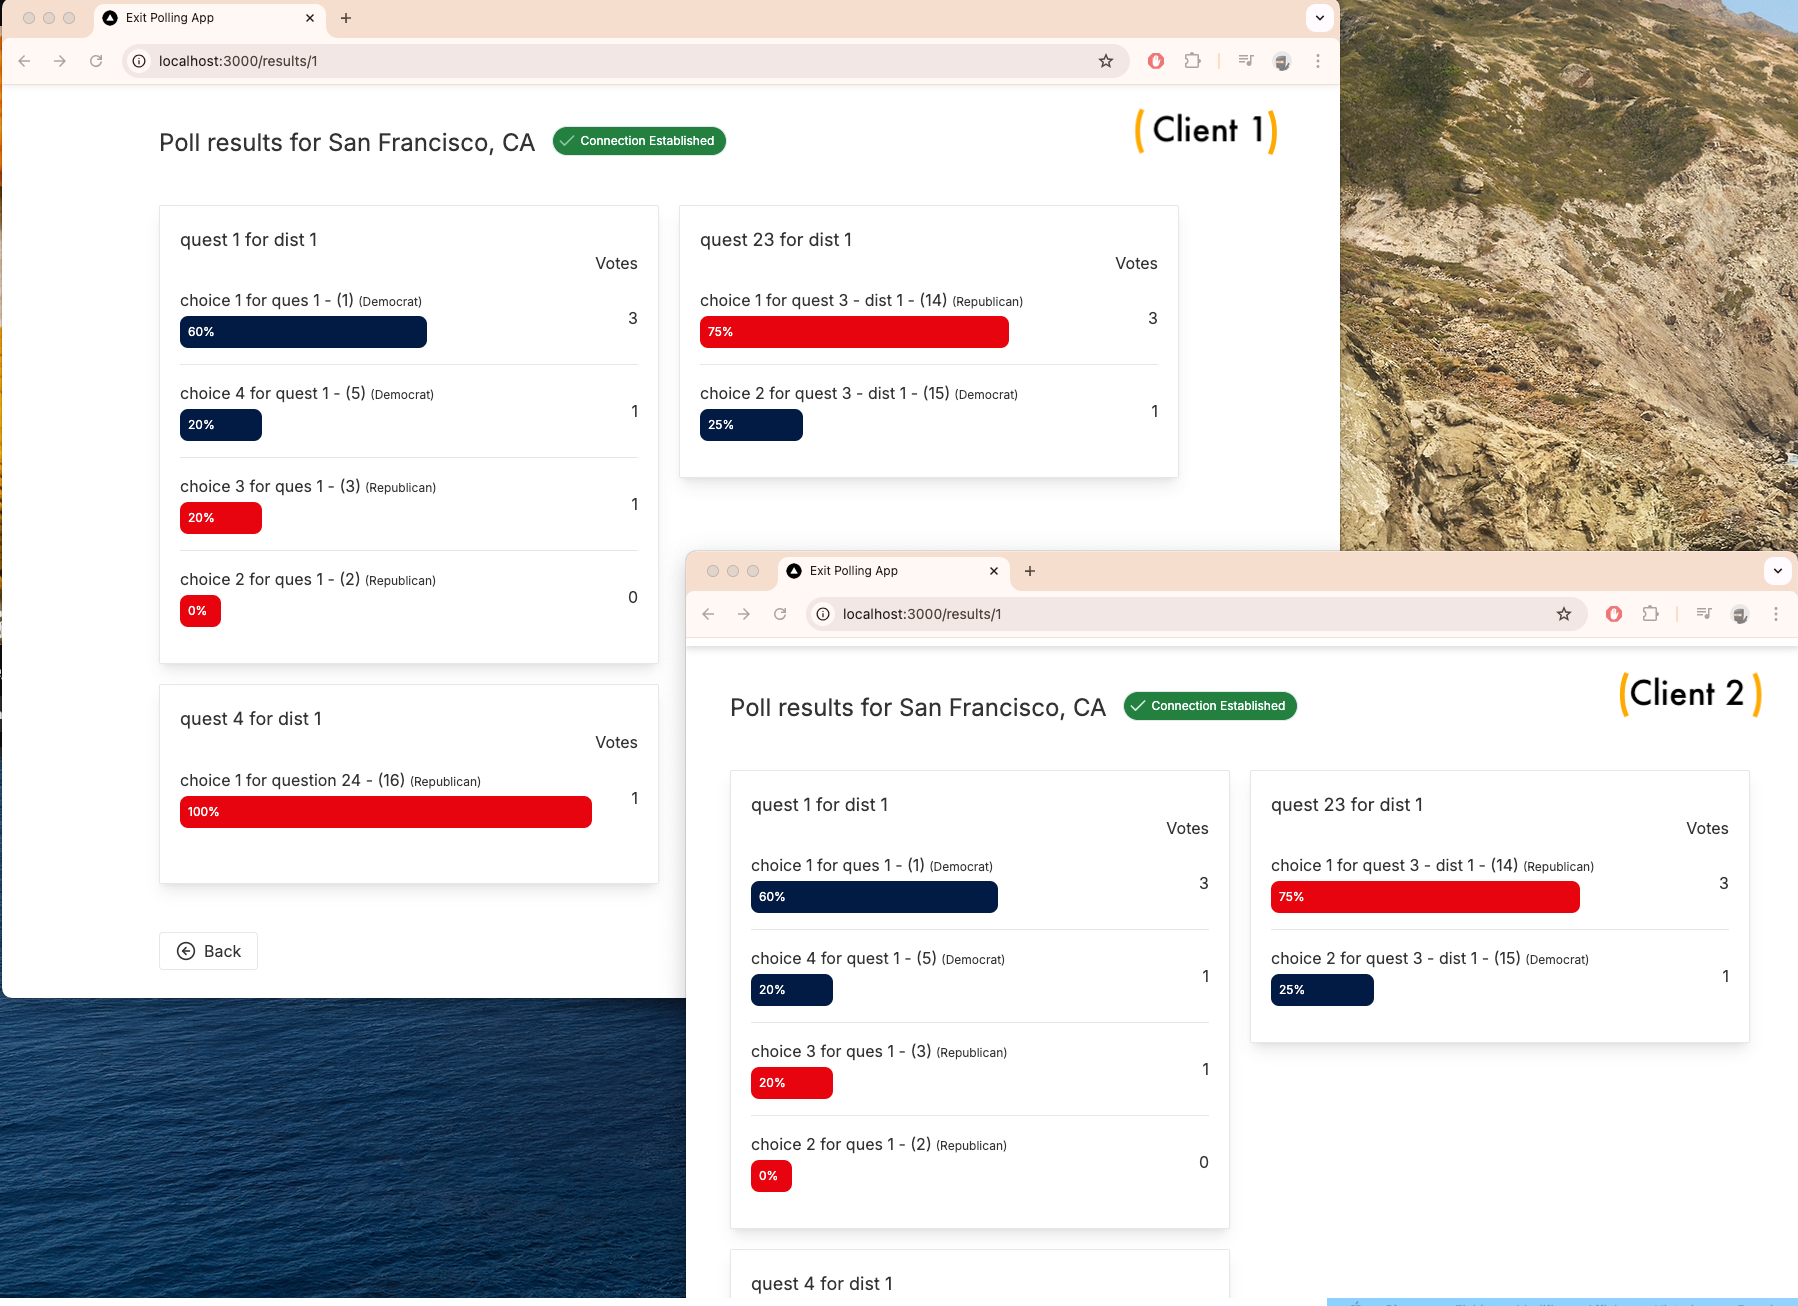 Exit Polling App
localhost:3000/results/1
(Client 1)
Poll results for San Francisco, CA
Connection Established
quest 1 for dist 1
Votes
choice 1 for ques 1 - (1) (Democrat)
60%
3
choice 4 for quest 1 - (5) (Democrat)
20%
1
choice 3 for ques 1 - (3) (Republican)
20%
1
choice 2 for ques 1 - (2) (Republican)
0%
0
quest 23 for dist 1
Votes
choice 1 for quest 3 - dist 1 - (14) (Republican)
75%
3
choice 2 for quest 3 - dist 1 - (15) (Democrat)
25%
1
quest 4 for dist 1
Votes
choice 1 for question 24 - (16) (Republican)
100%
1
Back
Exit Polling App
localhost:3000/results/1
(Client 2)
Poll results for San Francisco, CA
Connection Established
quest 1 for dist 1
Votes
choice 1 for ques 1 - (1) (Democrat)
60%
3
choice 4 for quest 1 - (5) (Democrat)
20%
1
choice 3 for ques 1 - (3) (Republican)
20%
1
choice 2 for ques 1 - (2) (Republican)
0%
0
quest 23 for dist 1
Votes
choice 1 for quest 3 - dist 1 - (14) (Republican)
75%
3
choice 2 for quest 3 - dist 1 - (15) (Democrat)
25%
1
quest 4 for dist 1